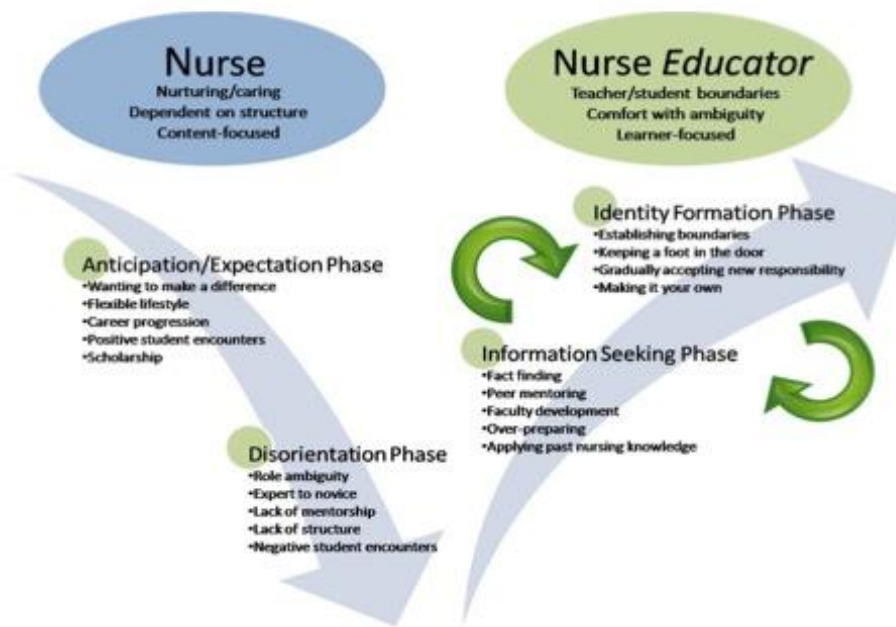 Nurse
Nurturing/caring
Dependent on structure
Content-focused
Nurse Educator
Teacher/student boundaries
Comfort with ambiguity
Learner-focused
Anticipation/Expectation Phase
•Wanting to make a difference
•Flexible lifestyle
•Career progression
•Positive student encounters
•Scholarship
Disorientation Phase
•Role ambiguity
•Expert to novice
•Lack of mentorship
•Lack of structure
•Negative student encounters
Information Seeking Phase
•Fact finding
•Peer mentoring
•Faculty development
•Over-preparing
•Applying past nursing knowledge
Identity Formation Phase
•Establishing boundaries
•Keeping a foot in the door
•Gradually accepting new responsibility
•Making it your own